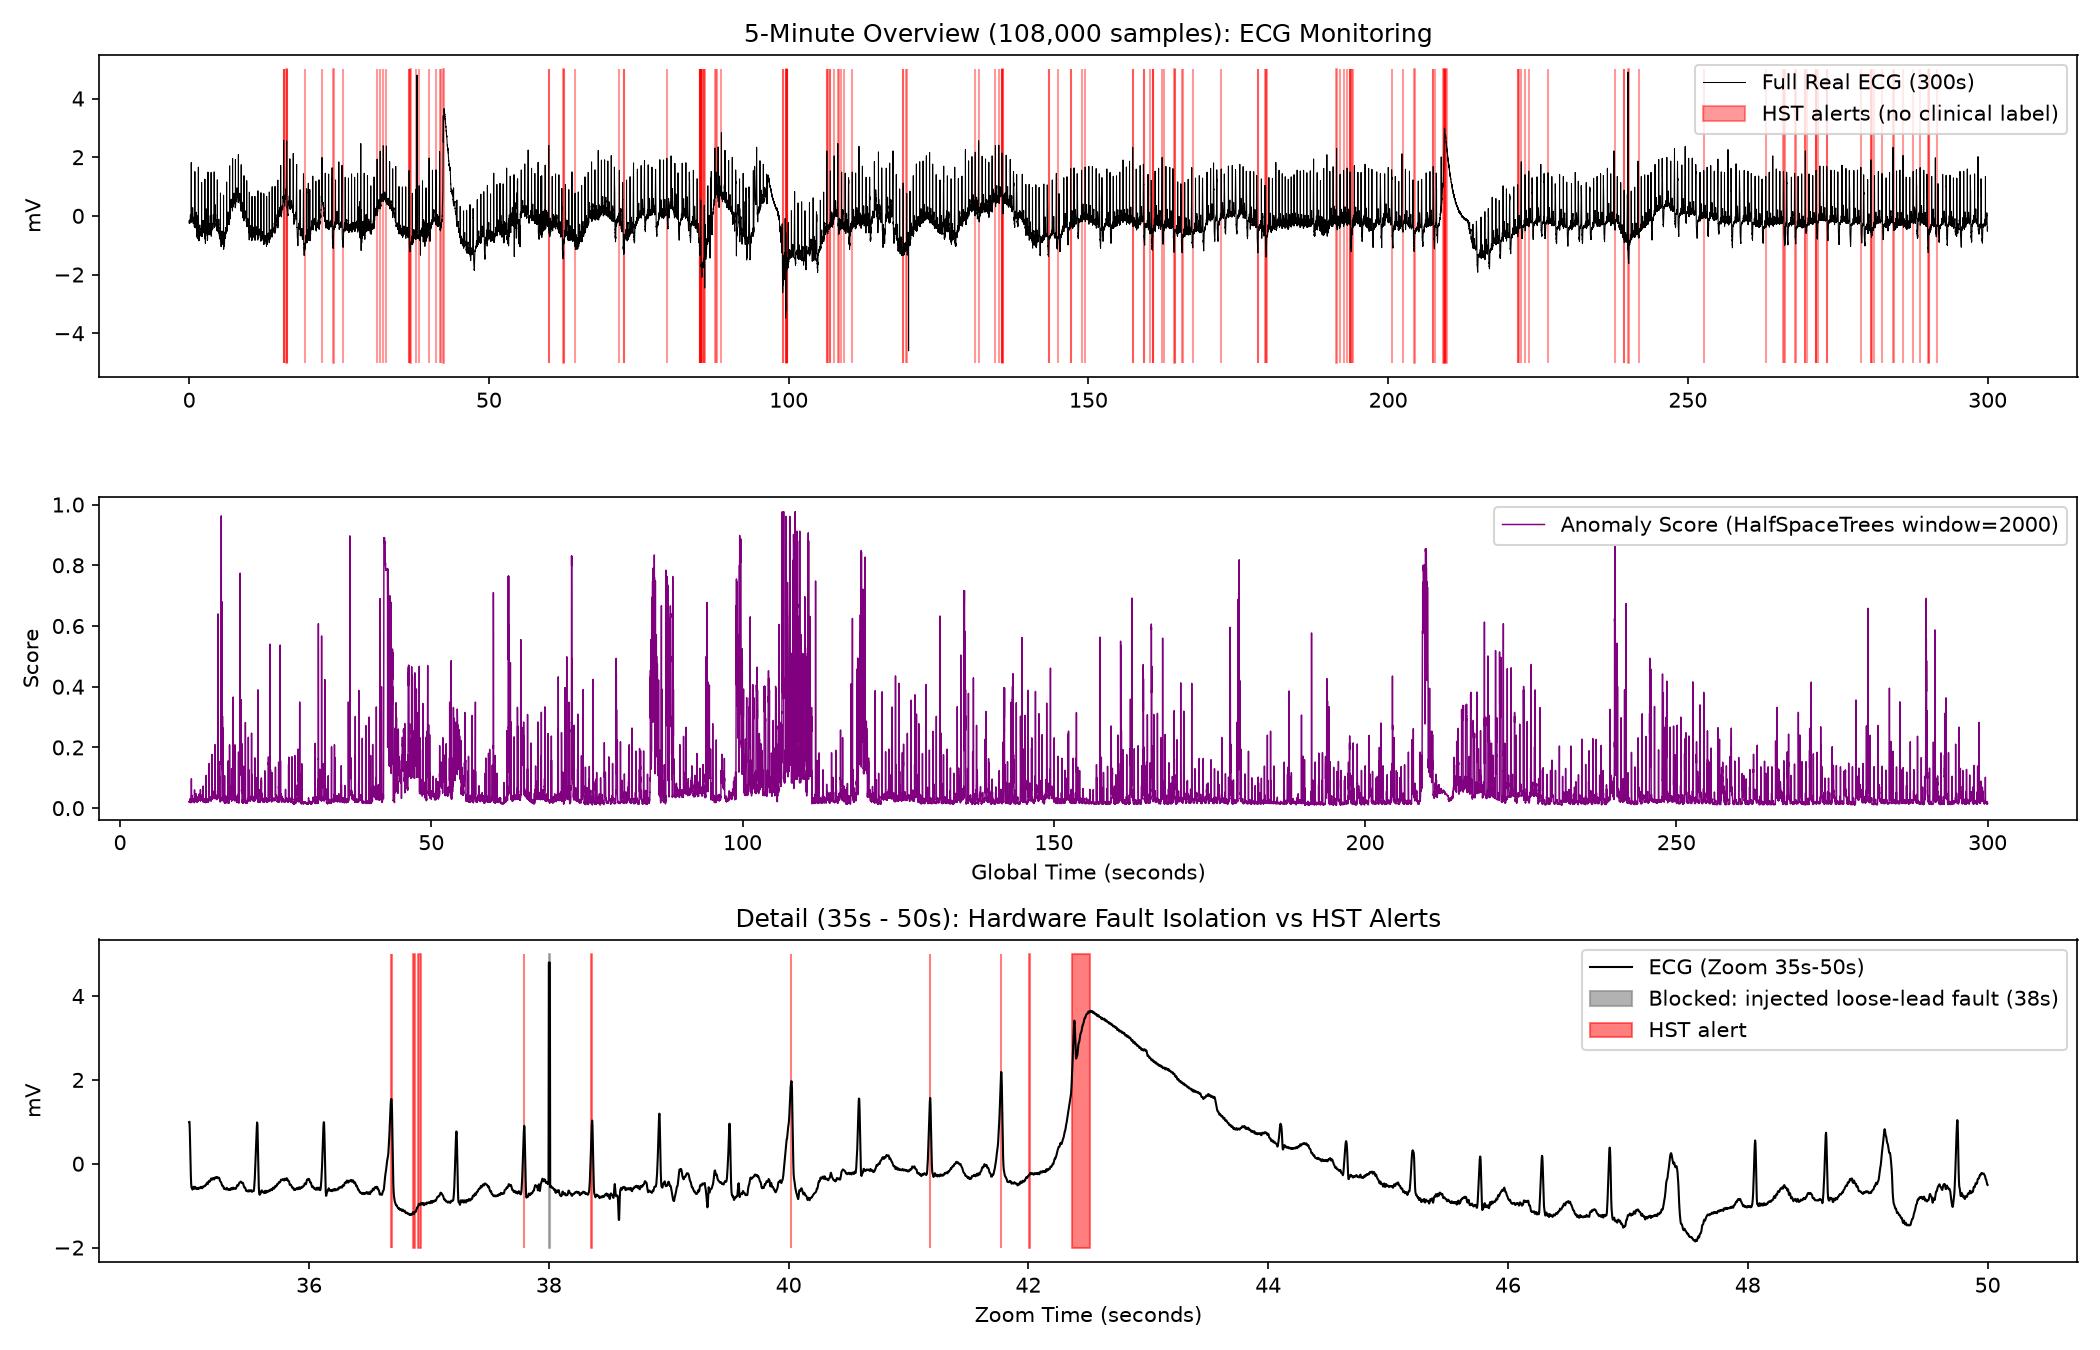 5-Minute Overview (108,000 samples): ECG Monitoring
Full Real ECG (300s)
HST alerts (no clinical label)
mV
4
2
0
−2
−4
0 50 100 150 200 250 300
Anomaly Score (HalfSpaceTrees window=2000)
Score
1.0
0.8
0.6
0.4
0.2
0.0
0 50 100 150 200 250 300
Global Time (seconds)
Detail (35s - 50s): Hardware Fault Isolation vs HST Alerts
ECG (Zoom 35s-50s)
Blocked: injected loose-lead fault (38s)
HST alert
mV
4
2
0
−2
36 38 40 42 44 46 48 50
Zoom Time (seconds)